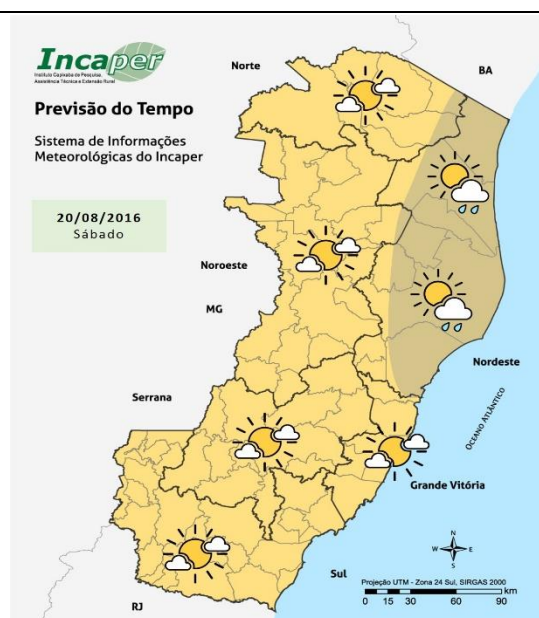 Incaper
Instituto Capixaba de Pesquisa,
Assistência Técnica e Extensão Rural
Previsão do Tempo
Sistema de Informações
Meteorológicas do Incaper
20/08/2016
Sábado
Norte
BA
Noroeste
MG
Nordeste
OCEANO ATLÂNTICO
Serrana
Grande Vitória
Sul
RJ
N
W E
S
Projeção UTM - Zona 24 Sul, SIRGAS 2000
km
0 15 30 60 90